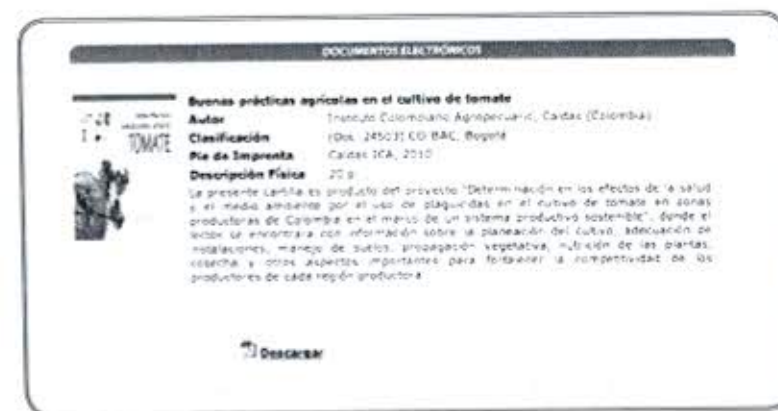 DOCUMENTOS ELECTRÓNICOS
TOMATE
Buenas prácticas agrícolas en el cultivo de tomate
Autor Instituto Colombiano Agropecuario, Caldas (Colombia)
Clasificación (Doc. 24503) CO-BAC, Bogotá
Pie de Imprenta Caldas ICA, 2010
Descripción Física 20 p
La presente cartilla es producto del proyecto "Determinación en los efectos de la salud
y el medio ambiente por el uso de plaguicidas en el cultivo de tomate en zonas
productoras de Colombia en el marco de un sistema productivo sostenible", donde el
lector se encontrara con información sobre la planeación del cultivo, adecuación de
instalaciones, manejo de suelos, propagación vegetativa, nutrición de las plantas,
cosecha y otros aspectos importantes para fortalecer la competitividad de los
productores de cada región productora
Descargar